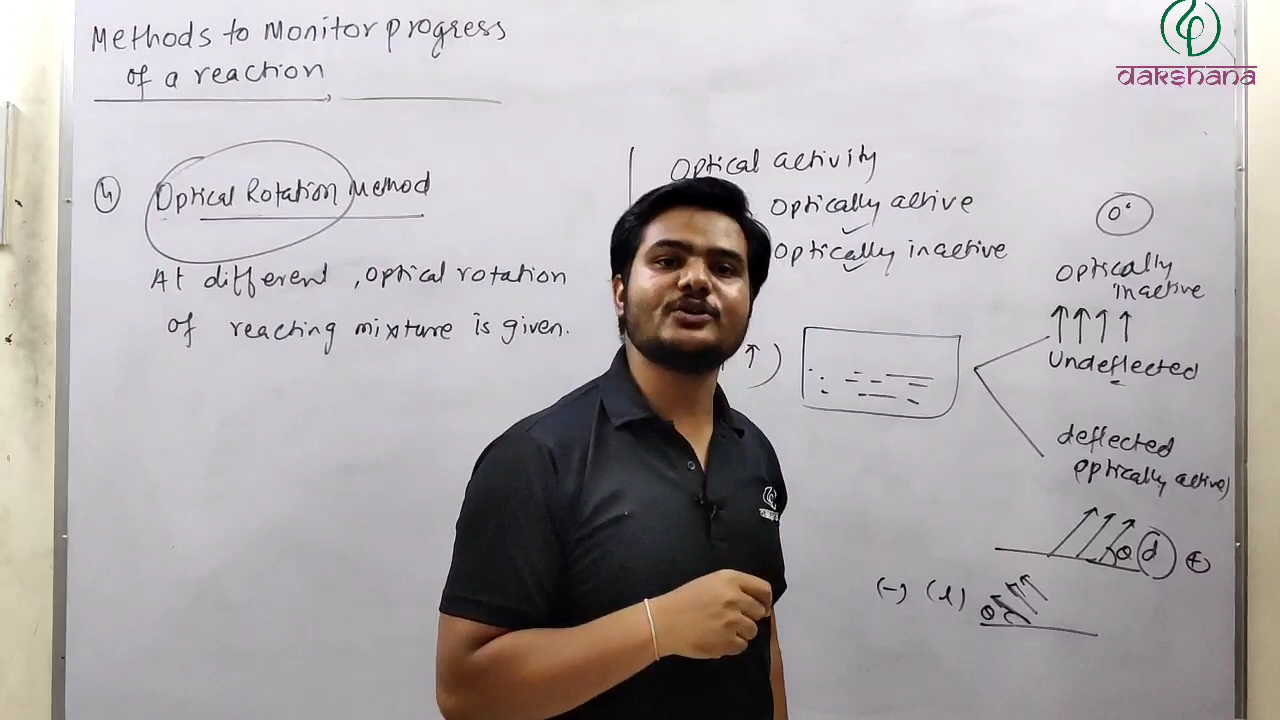 Methods to Monitor progress
of a reaction
dakshana
4) Optical Rotation Method
At different , Optical rotation
of reacting mixture is given.
Optical activity
Optically active
Optically inactive
0°
Optically
inactive
↑↑↑↑
Undeflected
↑ )
deflected
Optically active)
θ d +
(-) (l) θ